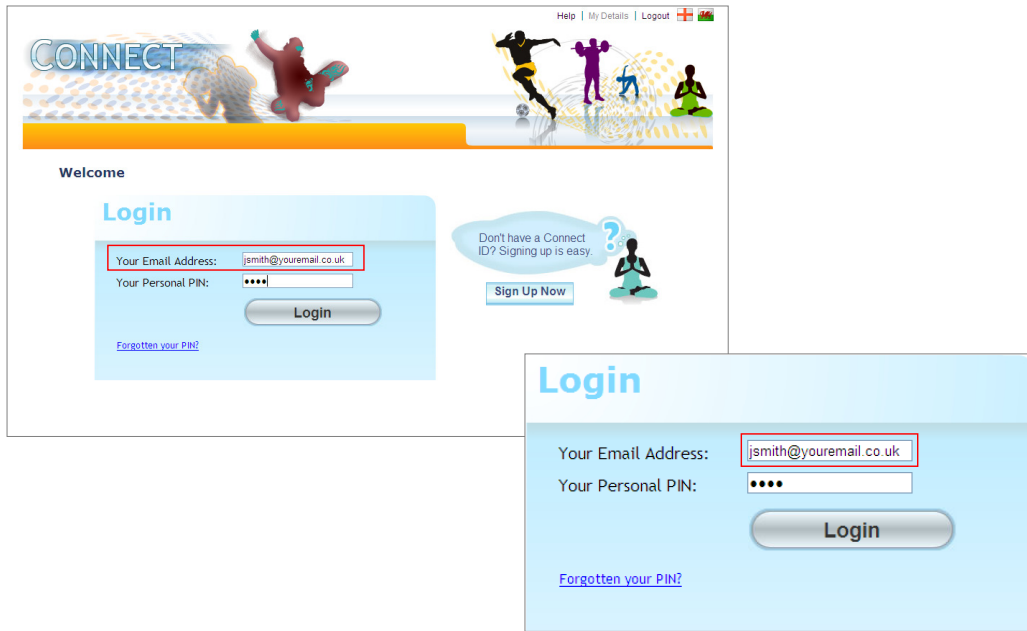 Help | My Details | Logout
CONNECT
Welcome
Login
Your Email Address: jsmith@youremail.co.uk
Your Personal PIN: ••••
Login
Forgotten your PIN?
?
Don't have a Connect
ID? Signing up is easy.
Sign Up Now
Login
Your Email Address: jsmith@youremail.co.uk
Your Personal PIN: ••••
Login
Forgotten your PIN?